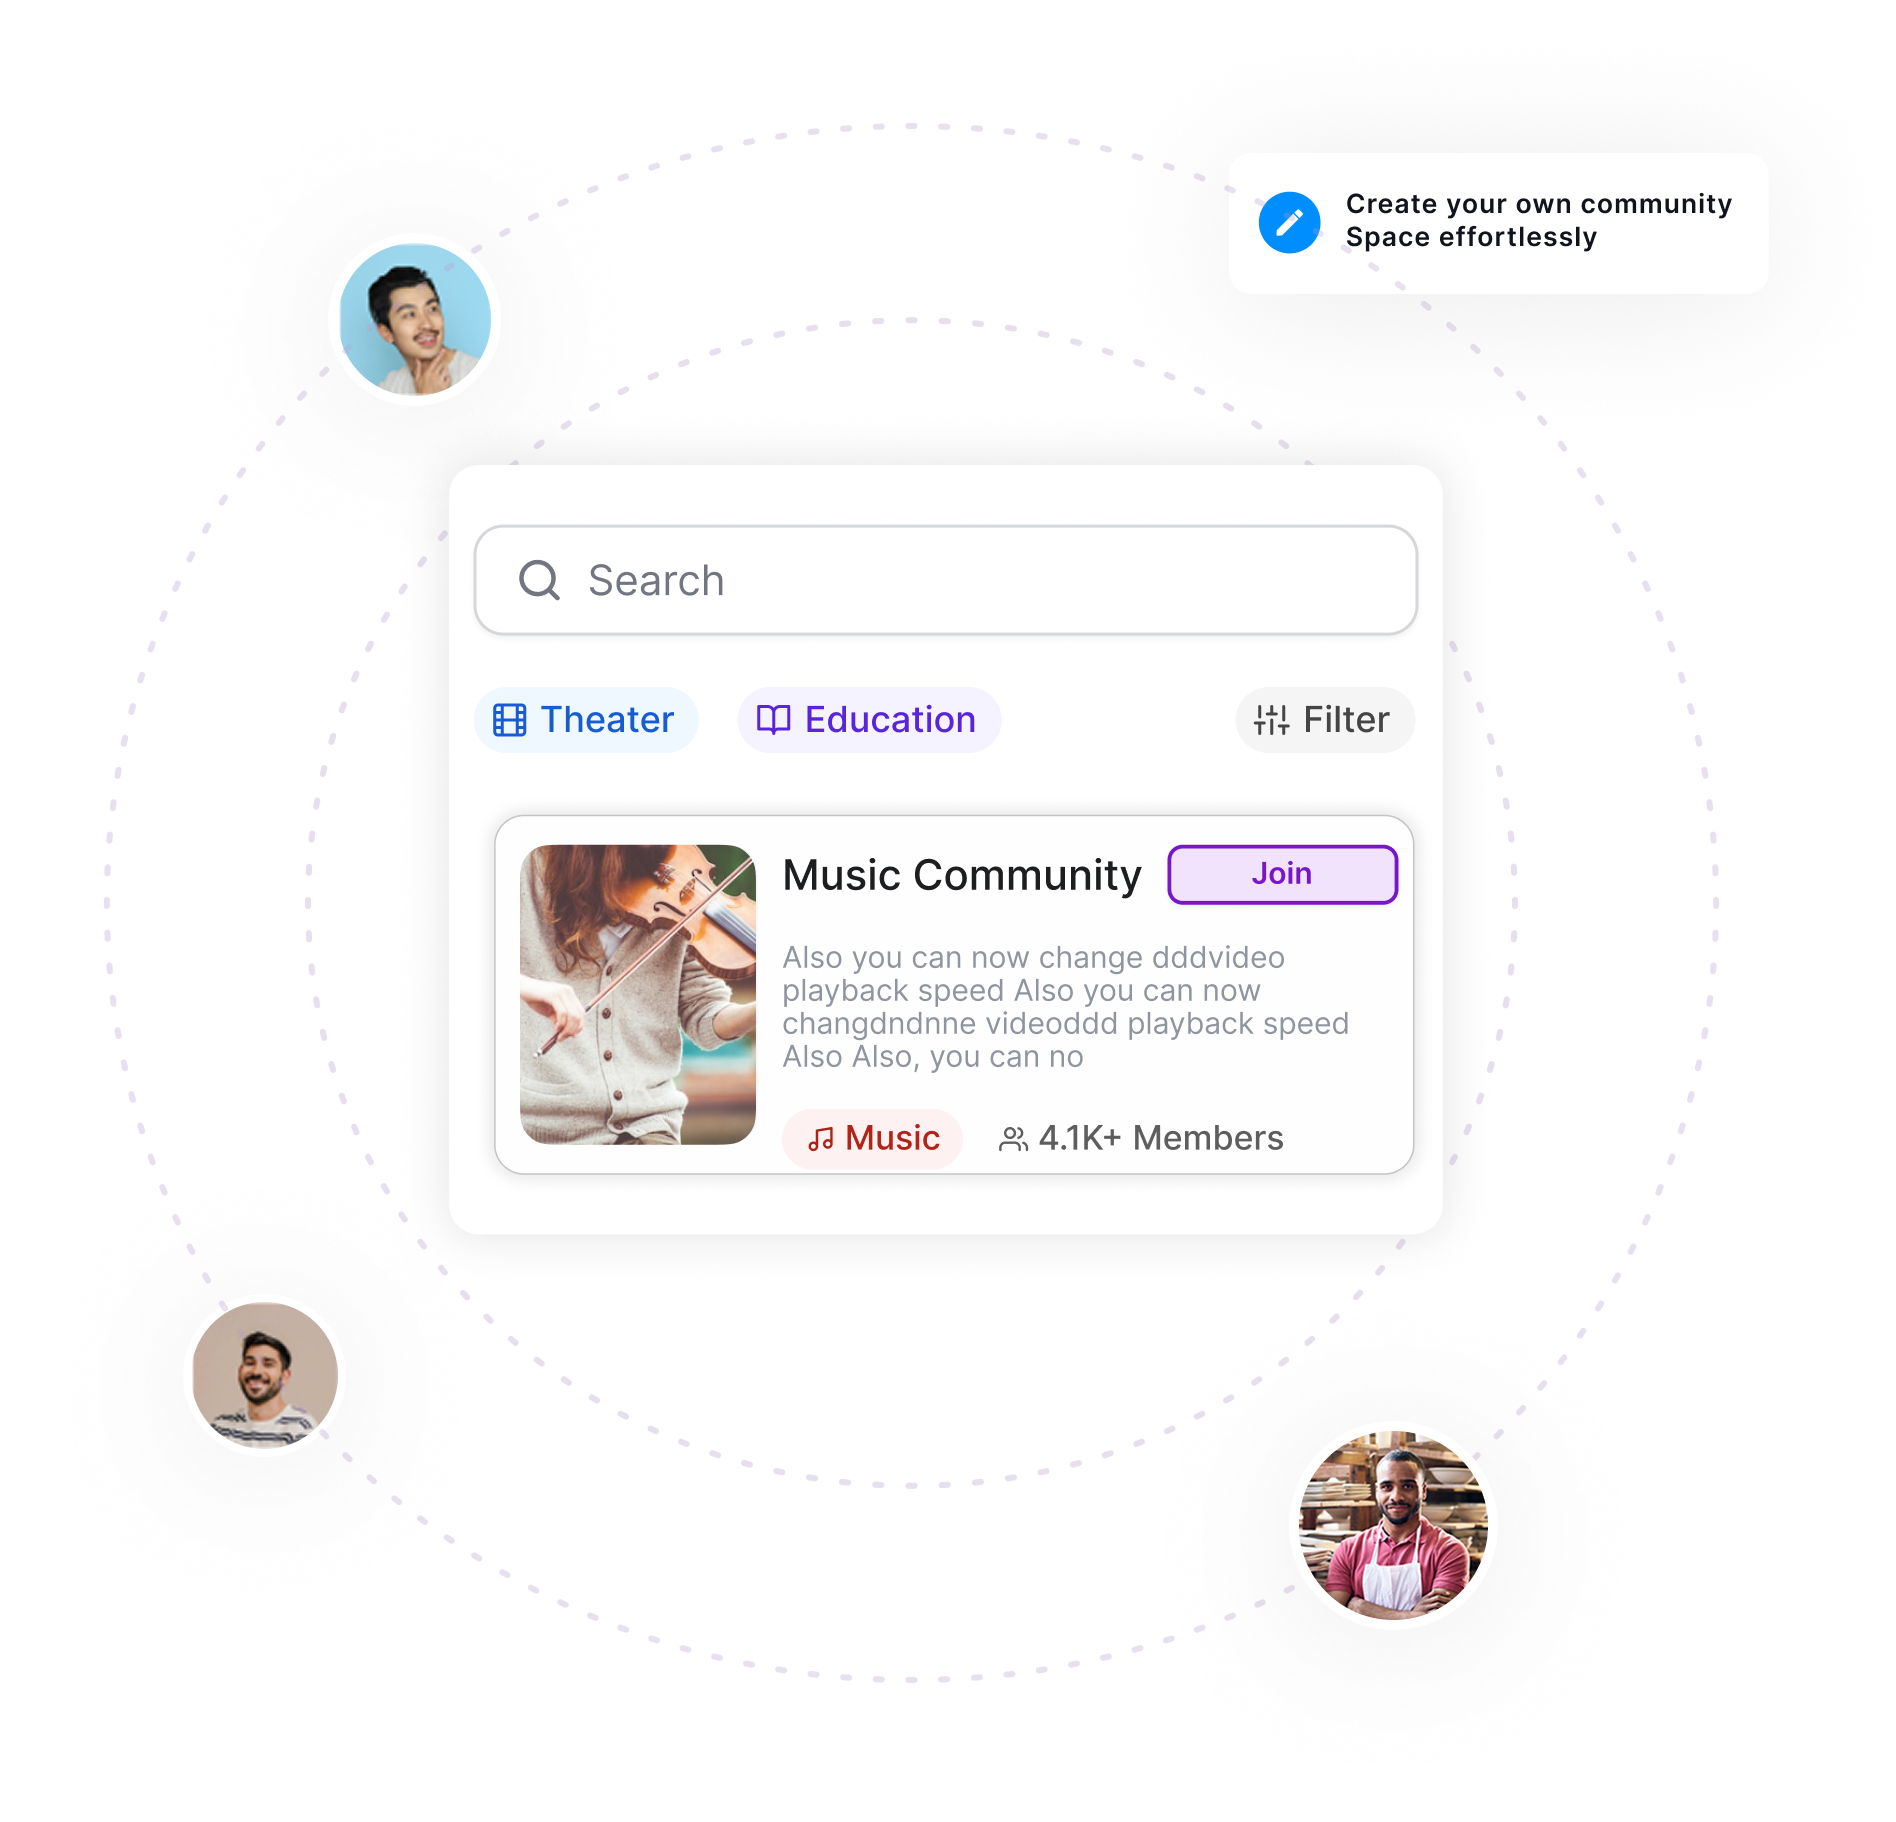 Create your own community
Space effortlessly
Search
Theater
Education
Filter
Music Community
Join
Also you can now change dddvideo
playback speed Also you can now
changdndnne videoddd playback speed
Also Also, you can no
Music
4.1K+ Members